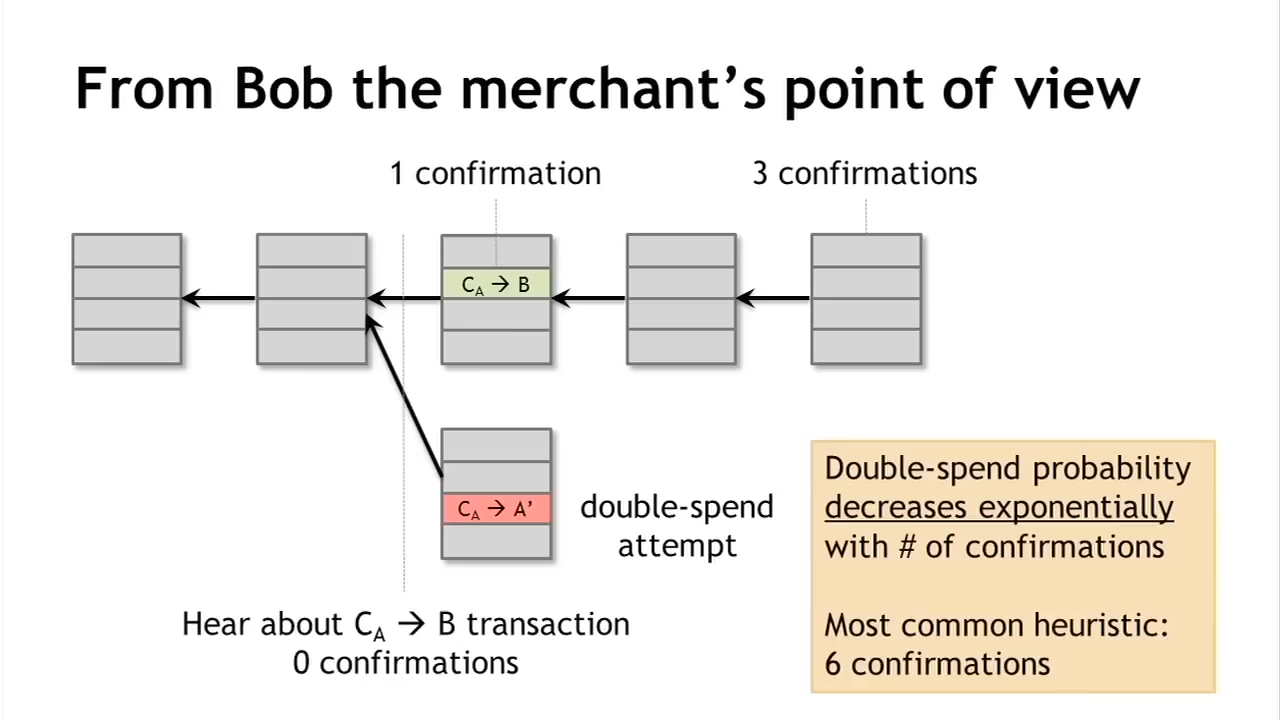 From Bob the merchant’s point of view
1 confirmation
3 confirmations
CA → B
CA → A’
double-spend
attempt
Hear about CA → B transaction
0 confirmations
Double-spend probability
decreases exponentially
with # of confirmations
Most common heuristic:
6 confirmations